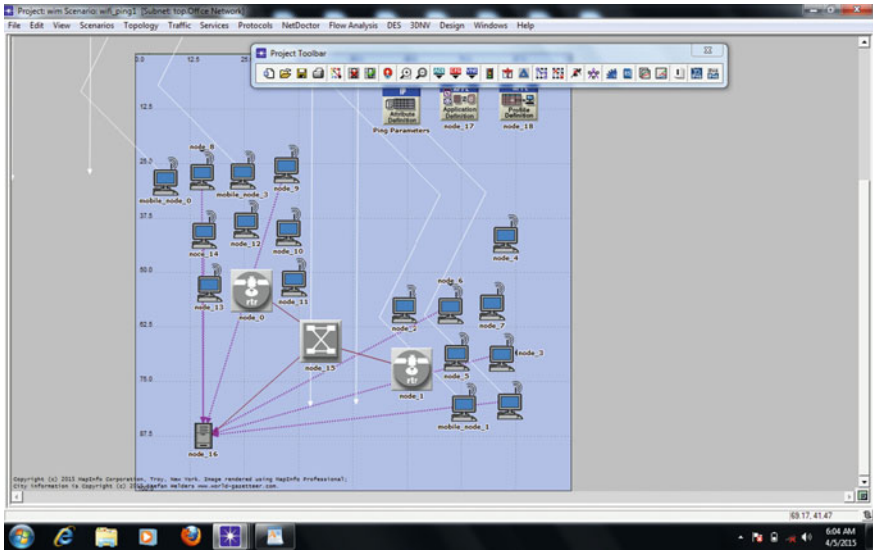 Project: wim Scenario: wifi_ping1 [Subnet: top.Office Network]
File Edit View Scenarios Topology Traffic Services Protocols NetDoctor Flow Analysis DES 3DNV Design Windows Help
Project Toolbar
0.0 12.5
12.5
25.0
37.5
50.0
62.5
75.0
87.5
IP
Attribute Definition
Ping Parameters
Application Definition
node_17
Profile Definition
node_18
node_8
mobile_node_0
mobile_node_3
node_9
node_14
node_12
node_10
node_4
node_13
rtr
node_0
node_11
node_6
node_2
node_7
node_15
rtr
node_1
node_5
node_3
mobile_node_1
node_16
Copyright (c) 2015 MapInfo Corporation, Troy, New York. Image rendered using MapInfo Professional;
City information is Copyright (c) 2015 Stefan Helders www.world-gazetteer.com.
69.17, 41.47
6:04 AM
4/5/2015